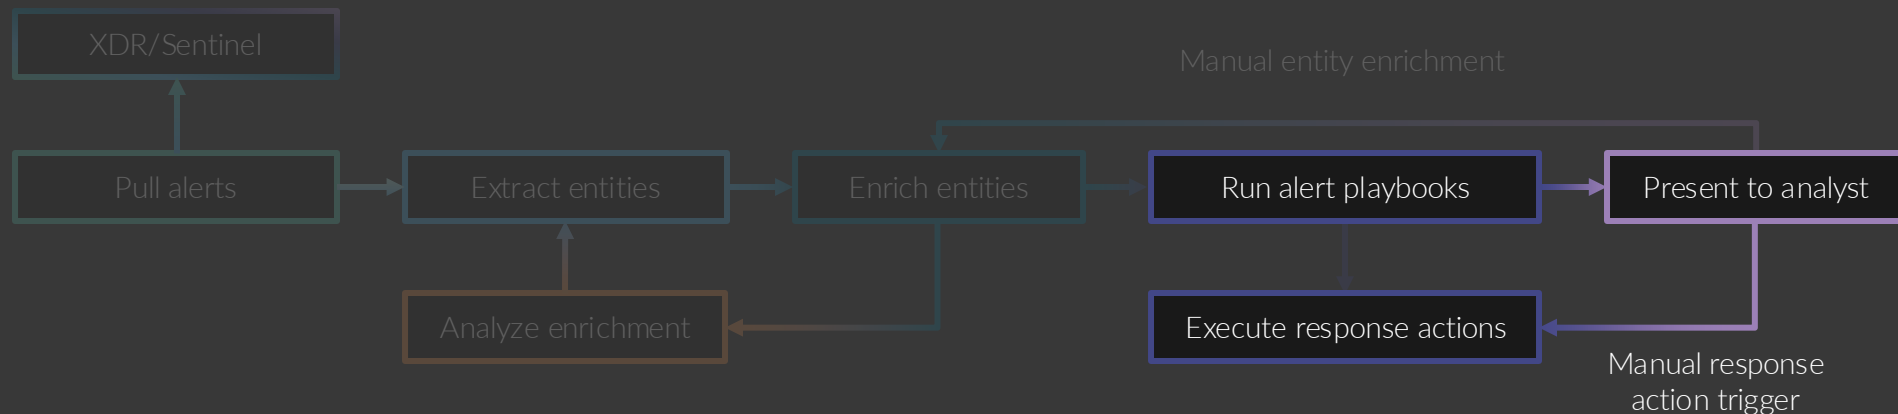 XDR/Sentinel
Manual entity enrichment
Pull alerts
Extract entities
Enrich entities
Run alert playbooks
Present to analyst
Analyze enrichment
Execute response actions
Manual response
action trigger